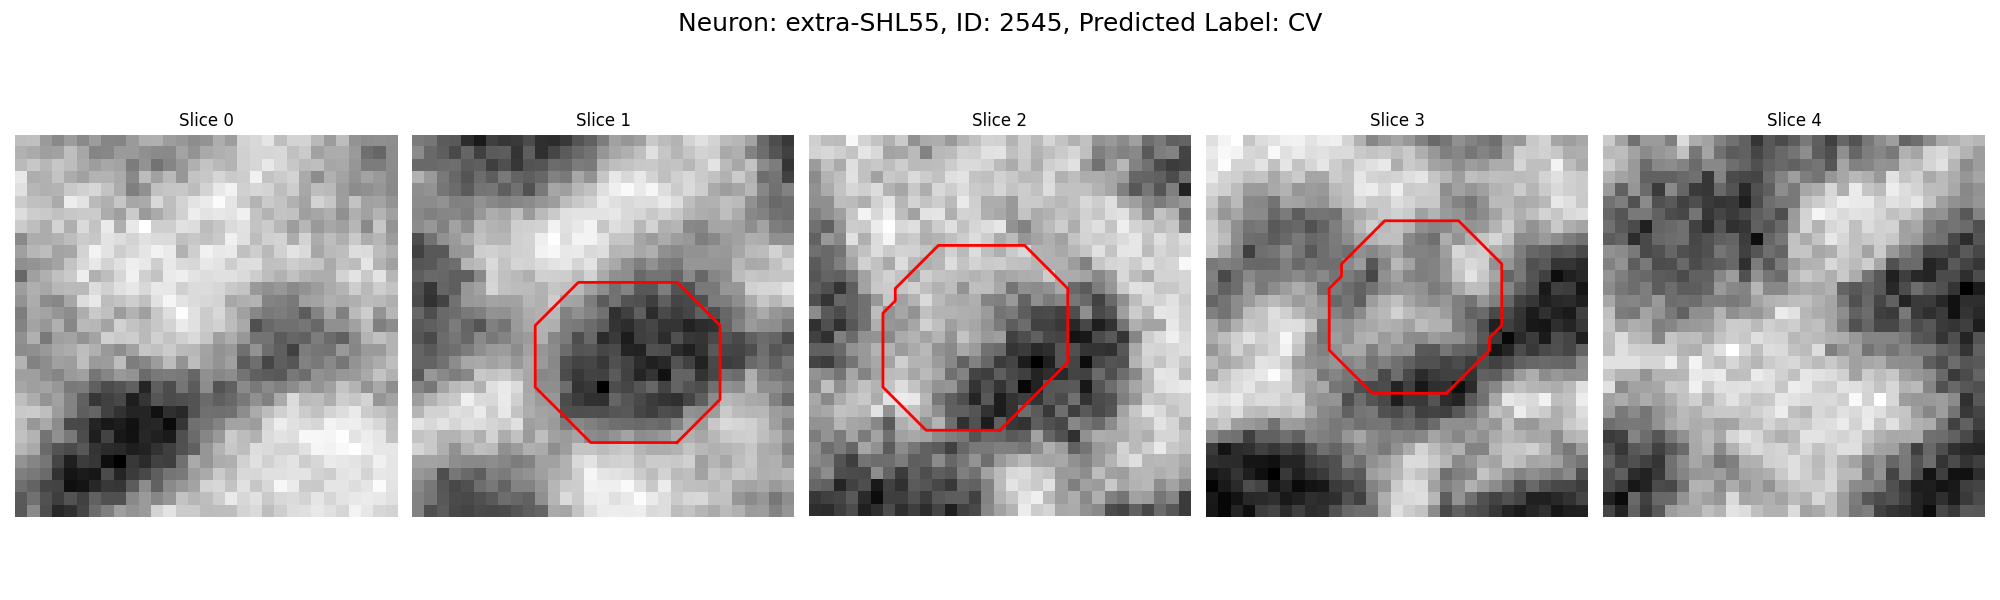 Neuron: extra-SHL55, ID: 2545, Predicted Label: CV
Slice 0
Slice 1
Slice 2
Slice 3
Slice 4